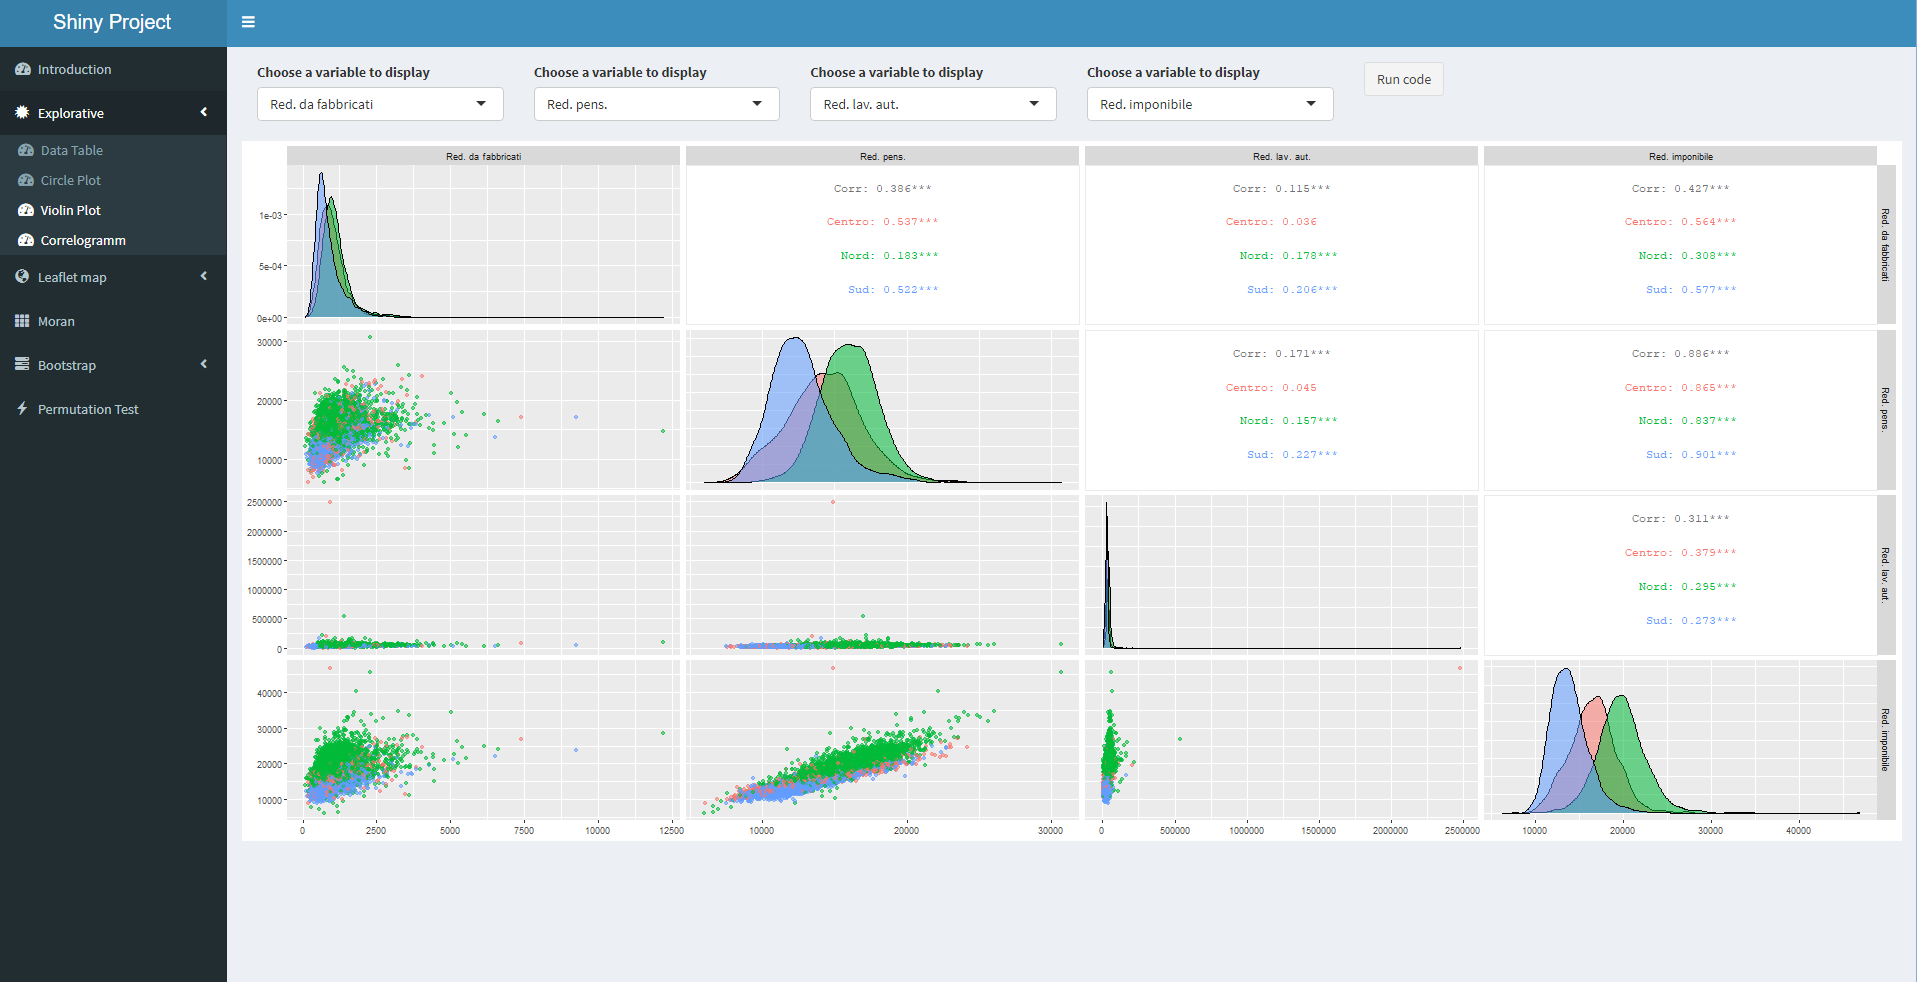 Shiny Project
Introduction
Explorative
Data Table
Circle Plot
Violin Plot
Correlogramm
Leaflet map
Moran
Bootstrap
Permutation Test
Choose a variable to display
Choose a variable to display
Choose a variable to display
Choose a variable to display
Red. da fabbricati
Red. pens.
Red. lav. aut.
Red. imponibile
Run code
Red. da fabbricati
Red. pens.
Red. lav. aut.
Red. imponibile
1e-03
5e-04
0e+00
Corr: 0.386***
Centro: 0.537***
Nord: 0.183***
Sud: 0.522***
Corr: 0.115***
Centro: 0.036
Nord: 0.178***
Sud: 0.206***
Corr: 0.427***
Centro: 0.564***
Nord: 0.308***
Sud: 0.577***
Red. da fabbricati
30000
20000
10000
Corr: 0.171***
Centro: 0.045
Nord: 0.157***
Sud: 0.227***
Corr: 0.886***
Centro: 0.865***
Nord: 0.837***
Sud: 0.901***
Red. pens.
2500000
2000000
1500000
1000000
500000
0
Corr: 0.311***
Centro: 0.379***
Nord: 0.295***
Sud: 0.273***
Red. lav. aut.
40000
30000
20000
10000
Red. imponibile
0 2500 5000 7500 10000 12500
10000 20000 30000
0 500000 1000000 1500000 2000000 2500000
10000 20000 30000 40000